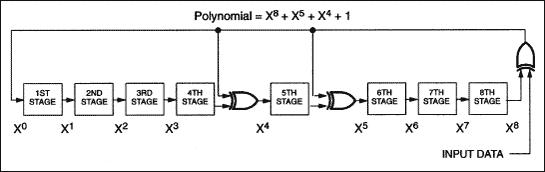 Polynomial = X⁸ + X⁵ + X⁴ + 1
1ST STAGE
2ND STAGE
3RD STAGE
4TH STAGE
5TH STAGE
6TH STAGE
7TH STAGE
8TH STAGE
X⁰ X¹ X² X³ X⁴ X⁵ X⁶ X⁷ X⁸
INPUT DATA